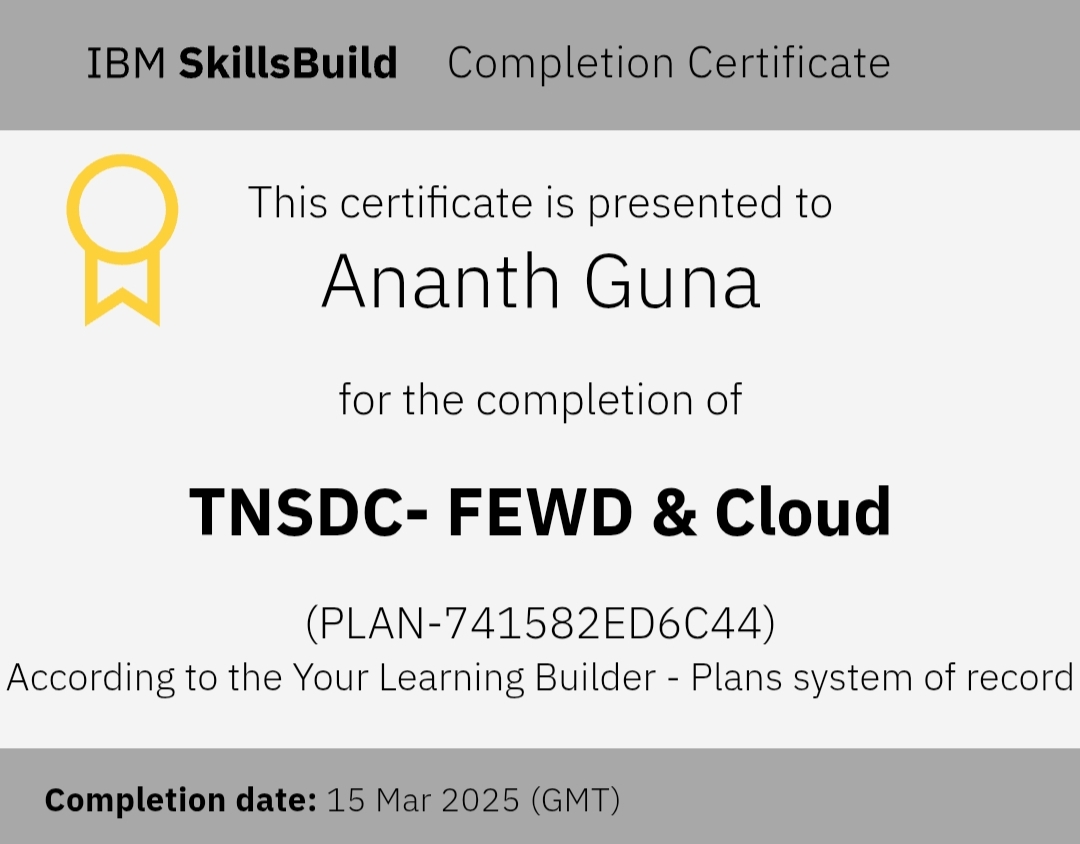 IBM SkillsBuild Completion Certificate
This certificate is presented to
Ananth Guna
for the completion of
TNSDC- FEWD & Cloud
(PLAN-741582ED6C44)
According to the Your Learning Builder - Plans system of record
Completion date: 15 Mar 2025 (GMT)